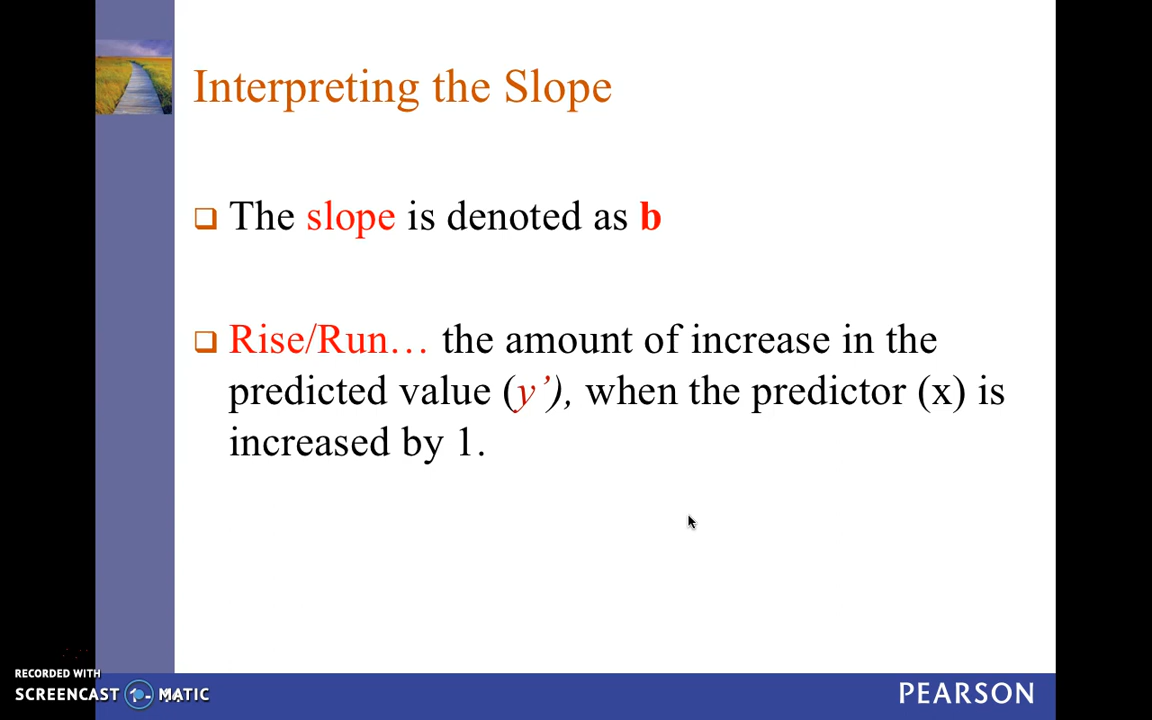 Interpreting the Slope
The slope is denoted as b
Rise/Run… the amount of increase in the
predicted value (y’), when the predictor (x) is
increased by 1.
RECORDED WITH
SCREENCAST MATIC
PEARSON